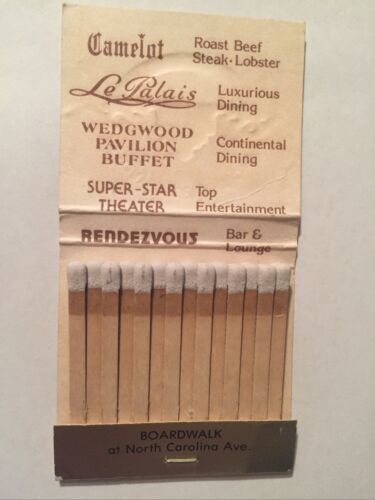 Camelot Roast Beef
Steak · Lobster
Le Palais Luxurious
Dining
WEDGWOOD
PAVILION Continental
BUFFET Dining
SUPER-STAR Top
THEATER Entertainment
RENDEZVOUS Bar &
Lounge
BOARDWALK
at North Carolina Ave.